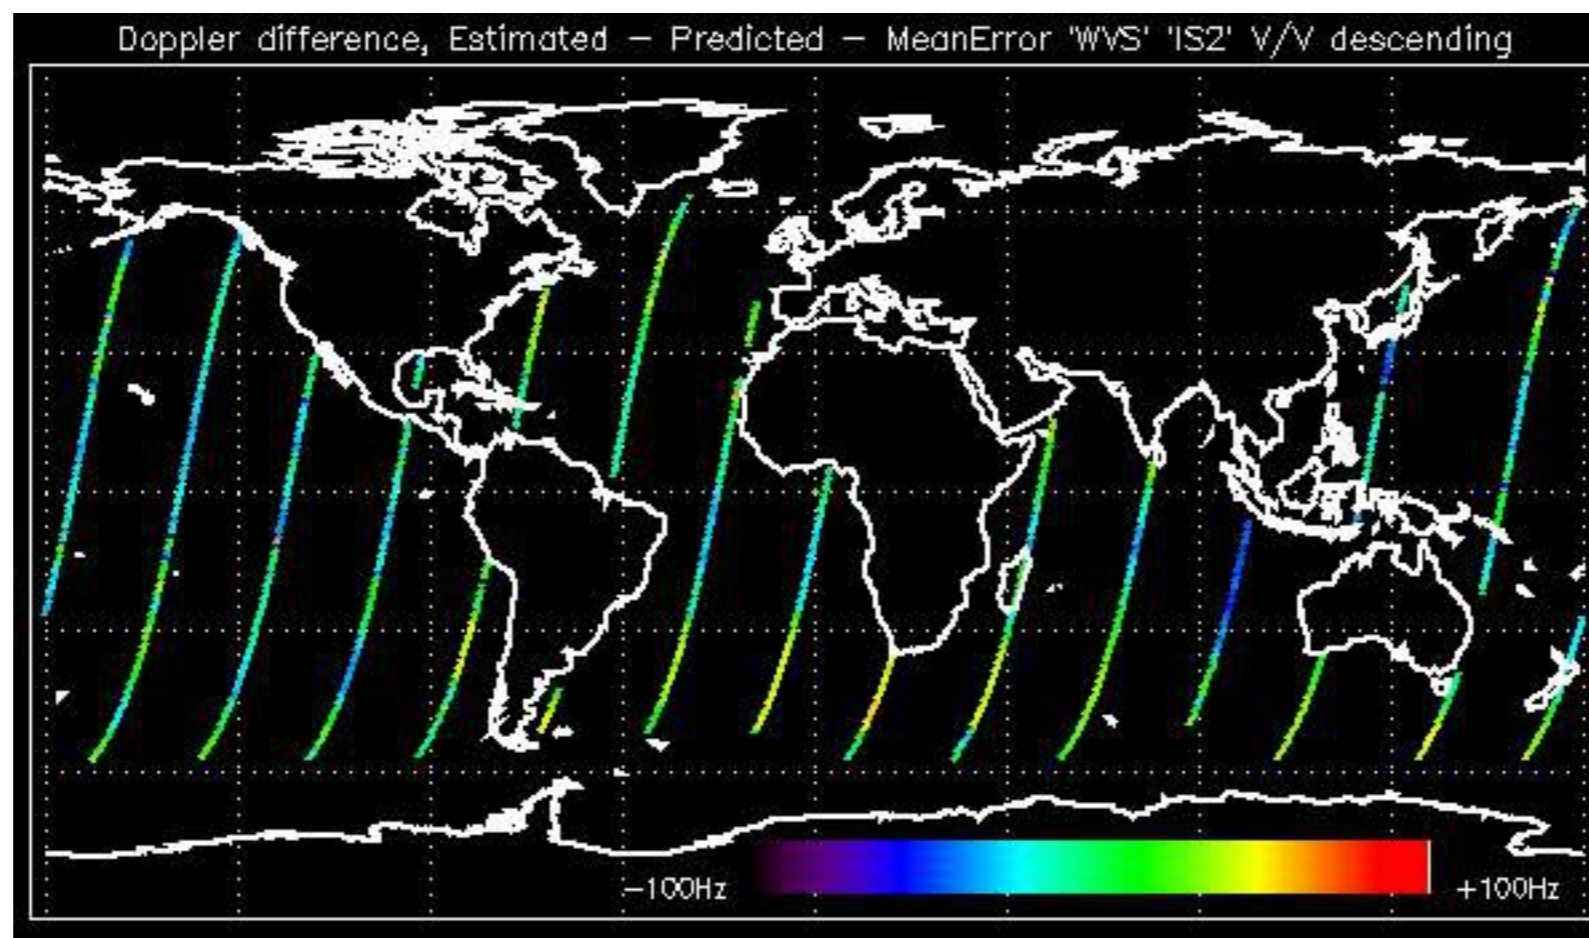 Doppler difference, Estimated – Predicted – MeanError 'WVS' 'IS2' V/V descending
–100Hz
+100Hz